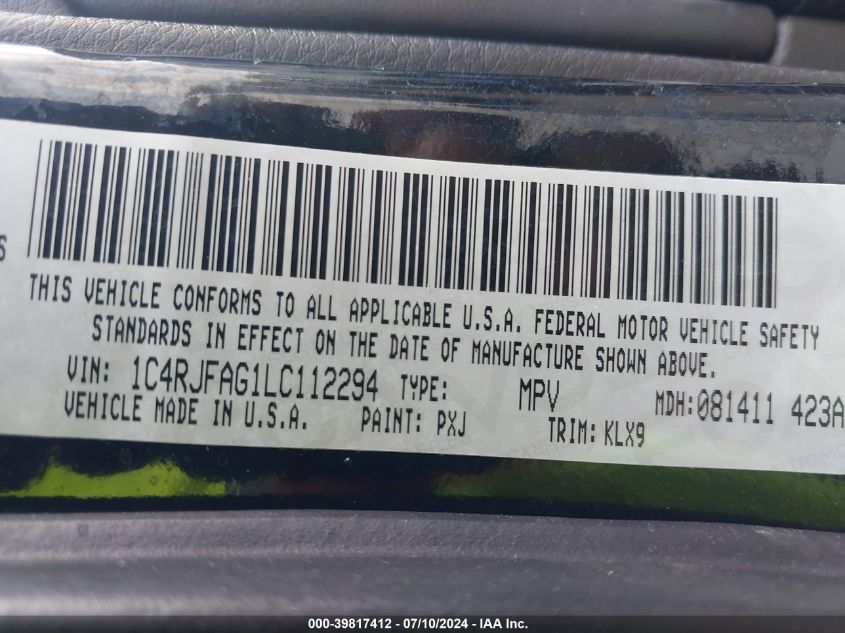 THIS VEHICLE CONFORMS TO ALL APPLICABLE U.S.A. FEDERAL MOTOR VEHICLE SAFETY
STANDARDS IN EFFECT ON THE DATE OF MANUFACTURE SHOWN ABOVE.
VIN: 1C4RJFAG1LC112294 TYPE: MPV MDH:081411 423A
VEHICLE MADE IN U.S.A. PAINT: PXJ TRIM: KLX9
000-39817412 - 07/10/2024 - IAA Inc.